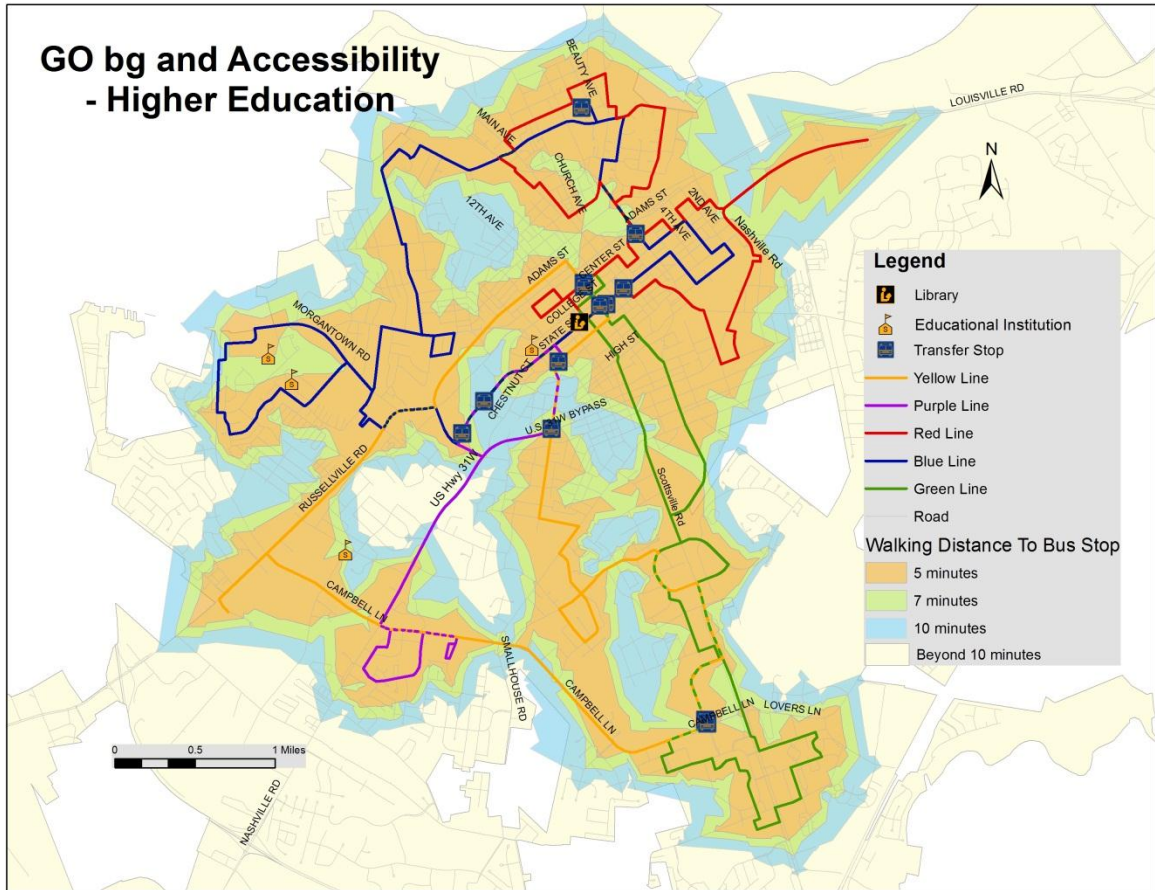 GO bg and Accessibility
- Higher Education
BEAUTY AVE
MAIN AVE
LOUISVILLE RD
N
CHURCH AVE
12TH AVE
ADAMS ST
4TH AVE
2ND AVE
Nashville Rd
ADAMS ST
CENTER ST
COLLEGE ST
STATE S
HIGH ST
MORGANTOWN RD
CHESTNUT ST
U.S.
BYPASS
US Hwy 31W
RUSSELLVILLE RD
Scottsville Rd
CAMPBELL LN
SMALLHOUSE RD
CAMPBELL LN
CAMPBELL LN
LOVERS LN
NASHVILLE RD
0 0.5 1 Miles
Legend
Library
Educational Institution
Transfer Stop
Yellow Line
Purple Line
Red Line
Blue Line
Green Line
Road
Walking Distance To Bus Stop
5 minutes
7 minutes
10 minutes
Beyond 10 minutes
S
S
S
S